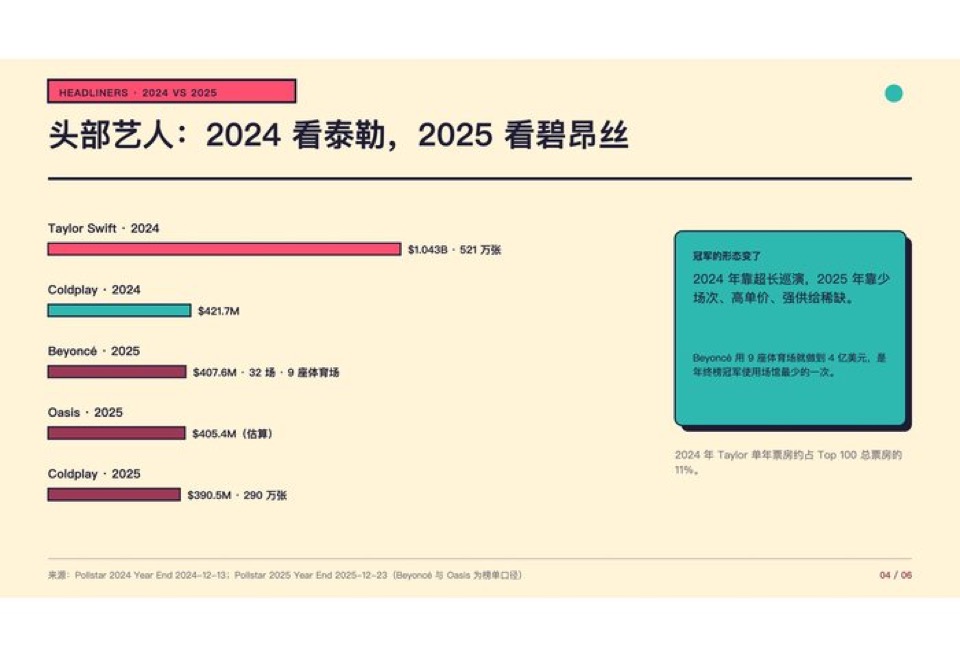 HEADLINERS · 2024 VS 2025
头部艺人：2024 看泰勒，2025 看碧昂丝
Taylor Swift · 2024
$1.043B · 521 万张
Coldplay · 2024
$421.7M
Beyoncé · 2025
$407.6M · 32 场 · 9 座体育场
Oasis · 2025
$405.4M（估算）
Coldplay · 2025
$390.5M · 290 万张
冠军的形态变了
2024 年靠超长巡演，2025 年靠少
场次、高单价、强供给稀缺。
Beyoncé 用 9 座体育场就做到 4 亿美元，是
年终榜冠军使用场馆最少的一次。
2024 年 Taylor 单年票房约占 Top 100 总票房的
11%。
来源：Pollstar 2024 Year End 2024-12-13；Pollstar 2025 Year End 2025-12-23（Beyoncé 与 Oasis 为榜单口径）
04 / 06